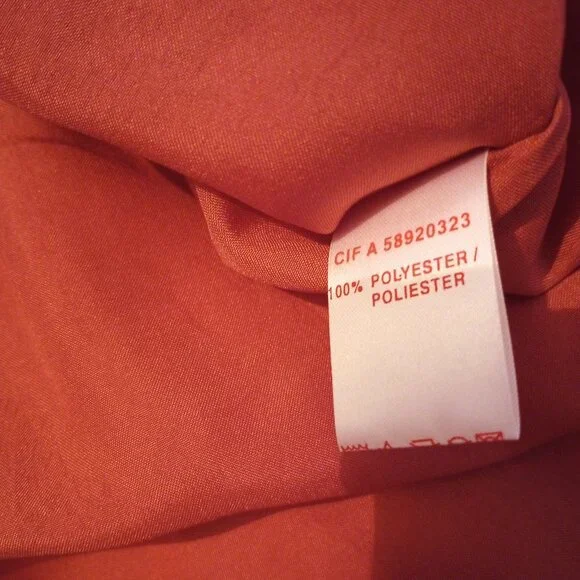 CIF A 58920323
100% POLYESTER /
POLIESTER